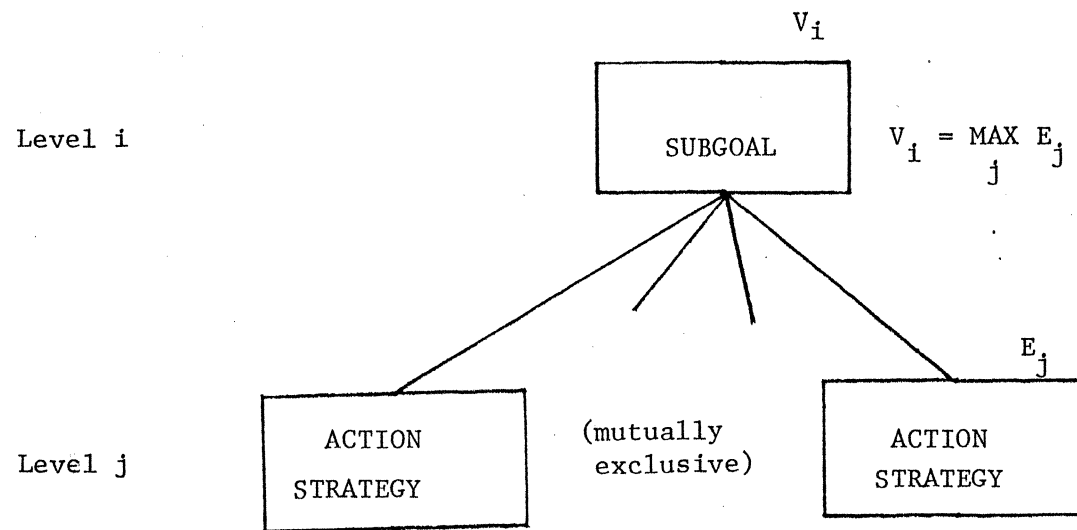 V_i
Level i
SUBGOAL
V_i = MAX E_j
j
E_j
Level j
ACTION
STRATEGY
(mutually
exclusive)
ACTION
STRATEGY